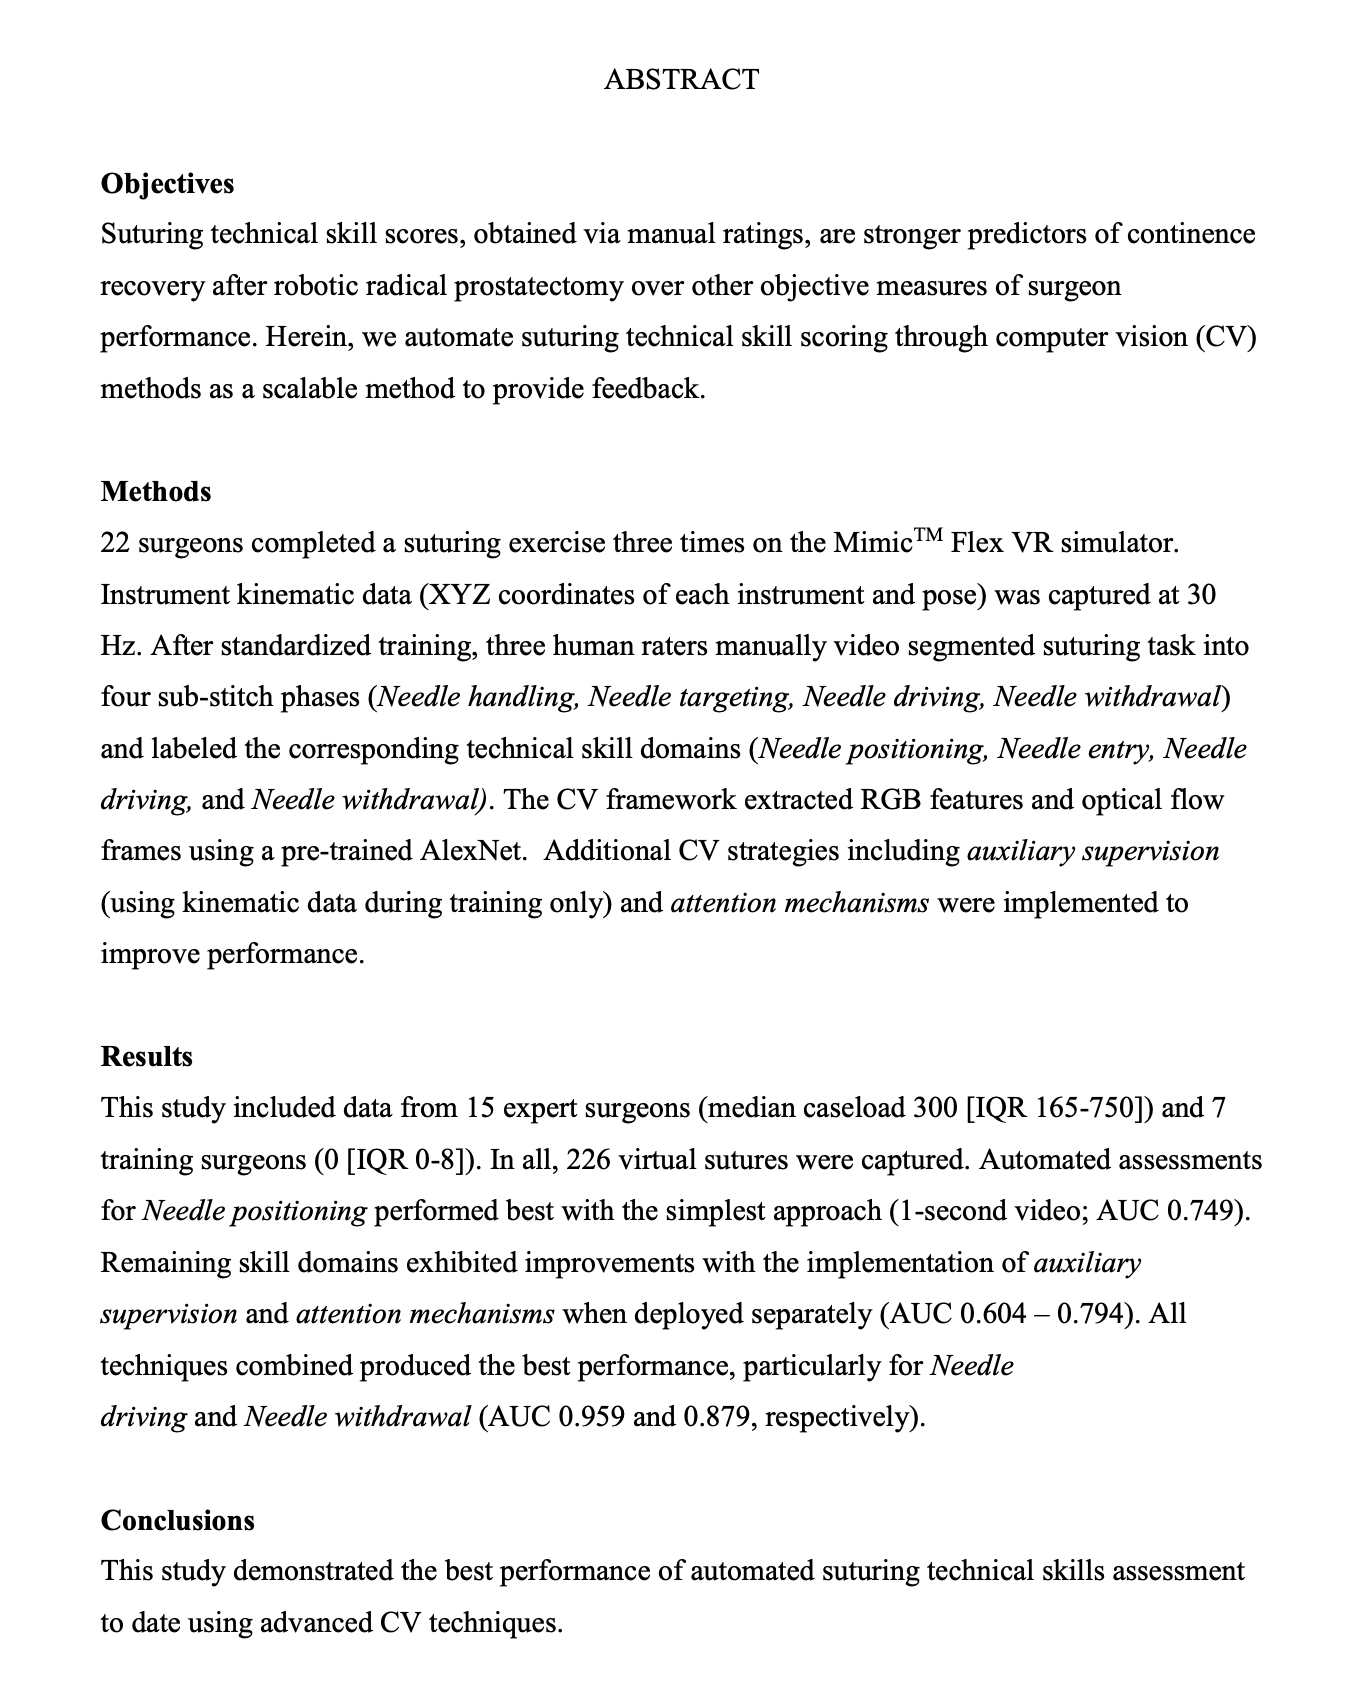 ABSTRACT
Objectives
Suturing technical skill scores, obtained via manual ratings, are stronger predictors of continence
recovery after robotic radical prostatectomy over other objective measures of surgeon
performance. Herein, we automate suturing technical skill scoring through computer vision (CV)
methods as a scalable method to provide feedback.
Methods
22 surgeons completed a suturing exercise three times on the Mimic™ Flex VR simulator.
Instrument kinematic data (XYZ coordinates of each instrument and pose) was captured at 30
Hz. After standardized training, three human raters manually video segmented suturing task into
four sub-stitch phases (Needle handling, Needle targeting, Needle driving, Needle withdrawal)
and labeled the corresponding technical skill domains (Needle positioning, Needle entry, Needle
driving, and Needle withdrawal). The CV framework extracted RGB features and optical flow
frames using a pre-trained AlexNet.  Additional CV strategies including auxiliary supervision
(using kinematic data during training only) and attention mechanisms were implemented to
improve performance.
Results
This study included data from 15 expert surgeons (median caseload 300 [IQR 165-750]) and 7
training surgeons (0 [IQR 0-8]). In all, 226 virtual sutures were captured. Automated assessments
for Needle positioning performed best with the simplest approach (1-second video; AUC 0.749).
Remaining skill domains exhibited improvements with the implementation of auxiliary
supervision and attention mechanisms when deployed separately (AUC 0.604 – 0.794). All
techniques combined produced the best performance, particularly for Needle
driving and Needle withdrawal (AUC 0.959 and 0.879, respectively).
Conclusions
This study demonstrated the best performance of automated suturing technical skills assessment
to date using advanced CV techniques.